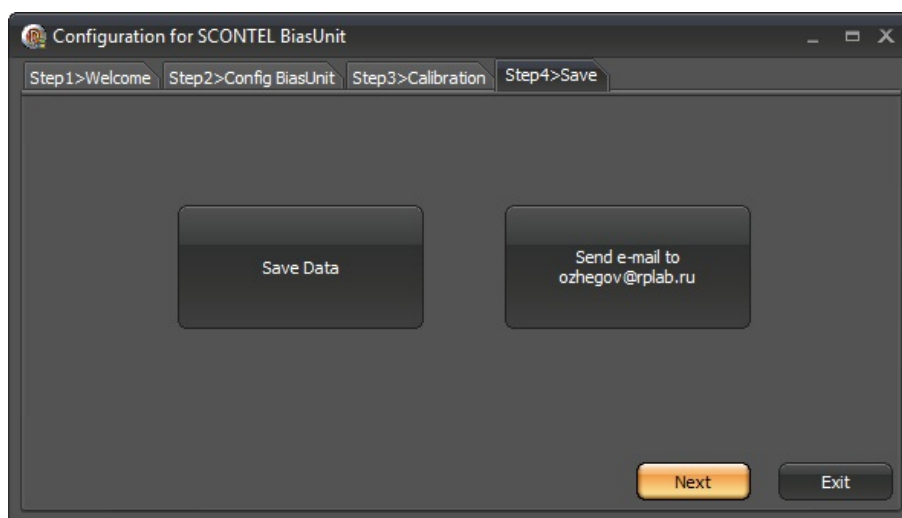 Configuration for SCONTEL BiasUnit
Step1>Welcome Step2>Config BiasUnit Step3>Calibration Step4>Save
Save Data
Send e-mail to
ozhegov@rplab.ru
Next Exit